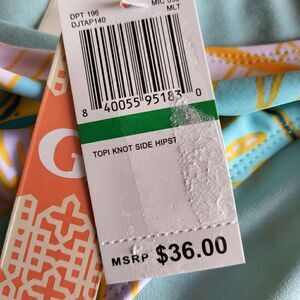 DPT 196
DJTAP140
MLT
8 40055 95183 0
TOPI KNOT SIDE HIPST
MSRP $36.00
G